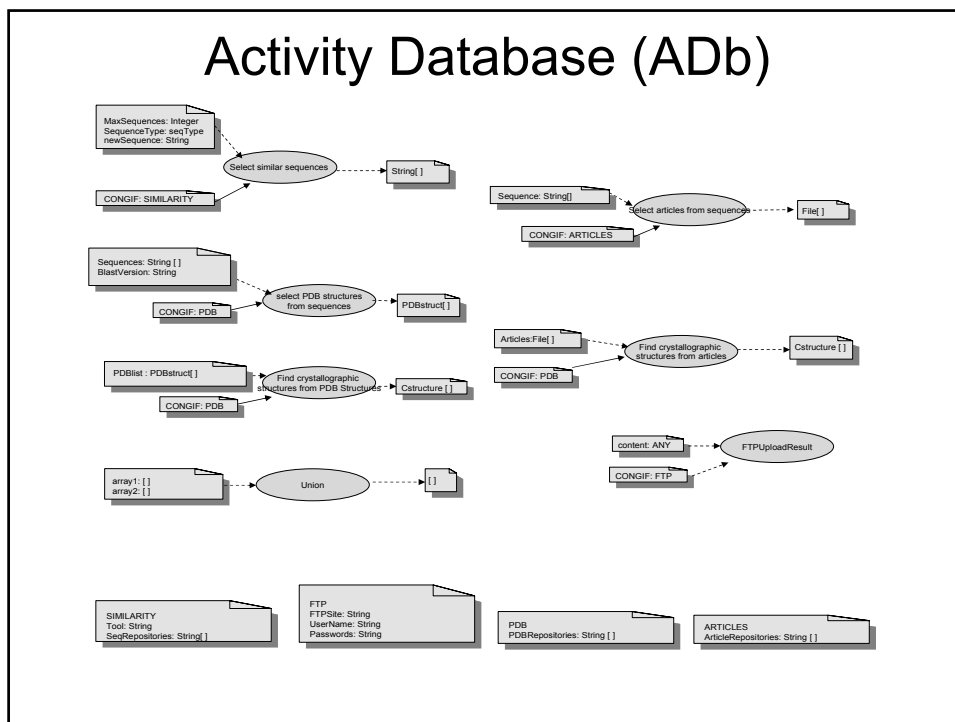 Activity Database (ADb)
MaxSequences: Integer
SequenceType: seqType
newSequence: String
CONGIF: SIMILARITY
Select similar sequences
String[ ]
Sequence: String[]
CONGIF: ARTICLES
Select articles from sequences
File[ ]
Sequences: String [ ]
BlastVersion: String
CONGIF: PDB
select PDB structures
from sequences
PDBstruct[ ]
Articles:File[ ]
CONGIF: PDB
Find crystallographic
structures from articles
Cstructure [ ]
PDBlist : PDBstruct[ ]
CONGIF: PDB
Find crystallographic
structures from PDB Structures
Cstructure [ ]
content: ANY
CONGIF: FTP
FTPUploadResult
array1: [ ]
array2: [ ]
Union
[ ]
SIMILARITY
Tool: String
SeqRepositories: String[ ]
FTP
FTPSite: String
UserName: String
Passwords: String
PDB
PDBRepositories: String [ ]
ARTICLES
ArticleRepositories: String [ ]